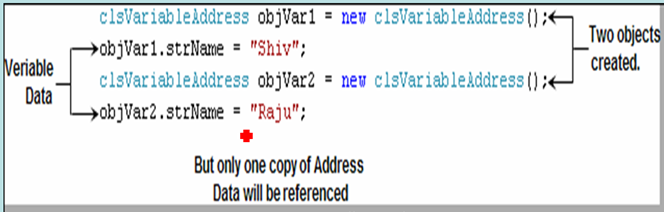 clsVariableAddress objVar1 = new clsVariableAddress();
objVar1.strName = "Shiv";
clsVariableAddress objVar2 = new clsVariableAddress();
objVar2.strName = "Raju";
Veriable
Data
Two objects
created.
But only one copy of Address
Data will be referenced